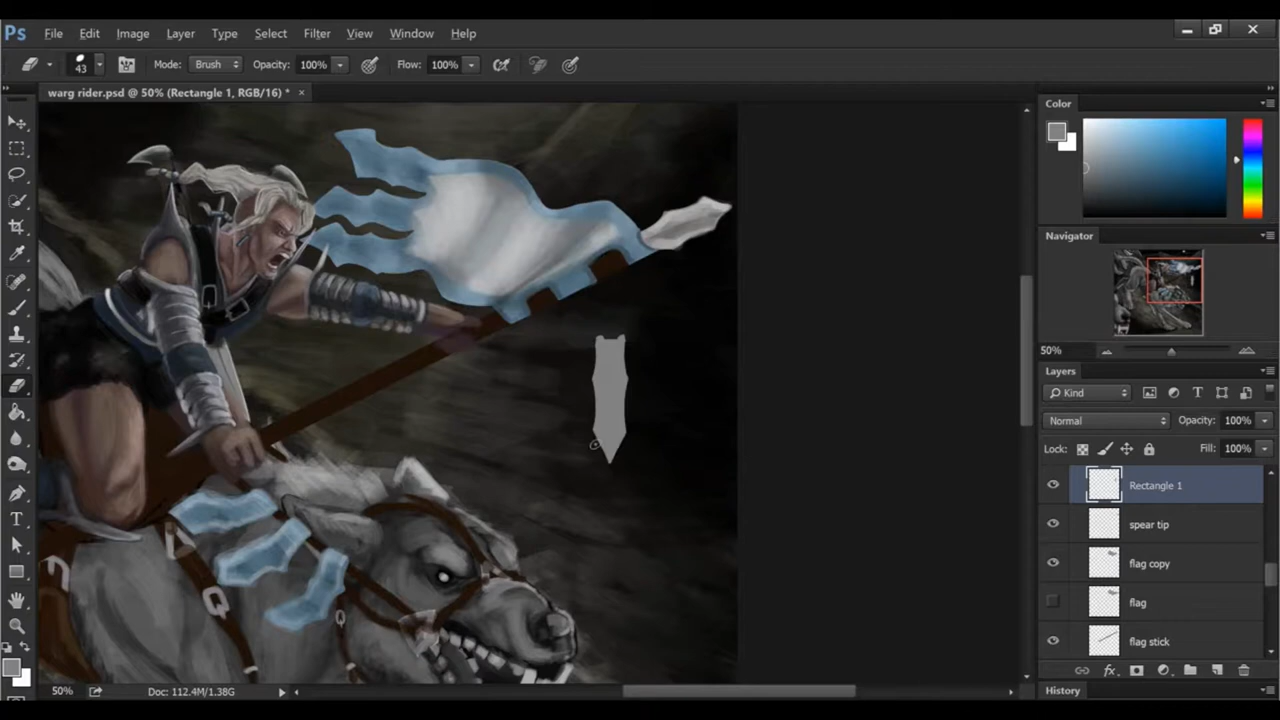 Ps File Edit Image Layer Type Select Filter View Window Help
43 Mode: Brush Opacity: 100% Flow: 100%
warg rider.psd @ 50% (Rectangle 1, RGB/16) * ×
Color
Navigator
50%
Layers
Kind
Normal Opacity: 100%
Lock: Fill: 100%
Rectangle 1
spear tip
flag copy
flag
flag stick
50% Doc: 112.4M/1.38G
History